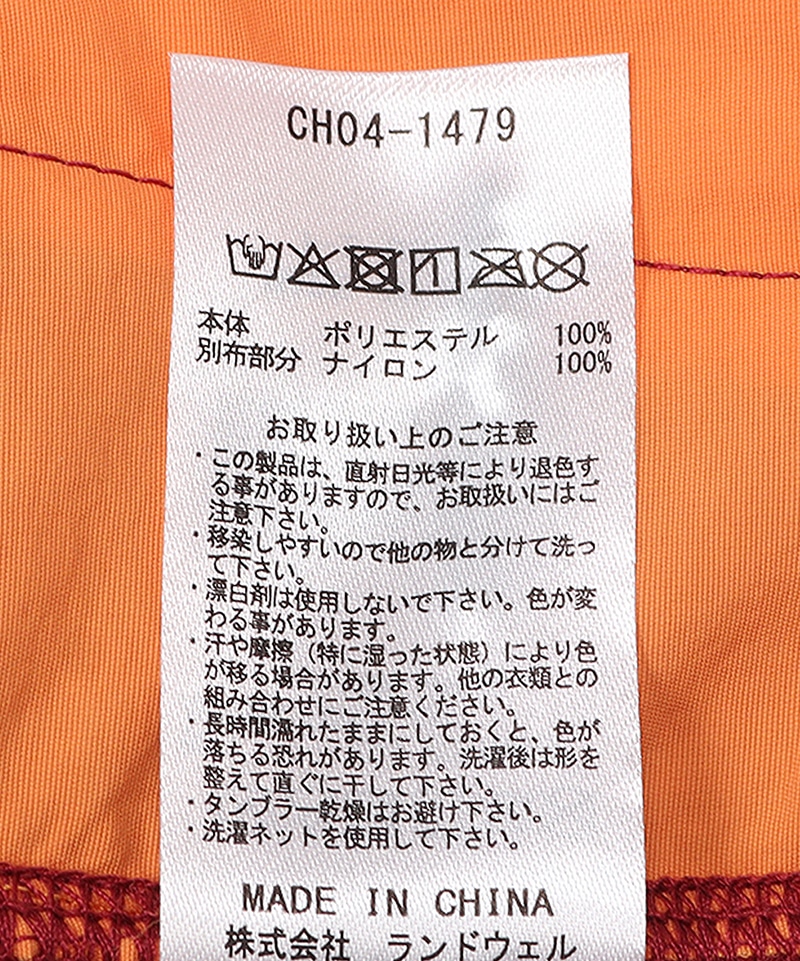 CH04-1479
本体 ポリエステル 100%
別布部分 ナイロン 100%
お取り扱い上のご注意
・この製品は、直射日光等により退色す
る事がありますので、お取扱いにはご
注意下さい。
・移染しやすいので他の物と分けて洗っ
て下さい。
・漂白剤は使用しないで下さい。色が変
わる事があります。
・汗や摩擦（特に湿った状態）により色
が移る場合があります。他の衣類との
組み合わせにご注意ください。
・長時間濡れたままにしておくと、色が
落ちる恐れがあります。洗濯後は形を
整えて直ぐに干して下さい。
・タンブラー乾燥はお避け下さい。
・洗濯ネットを使用して下さい。
MADE IN CHINA
株式会社 ランドウェル